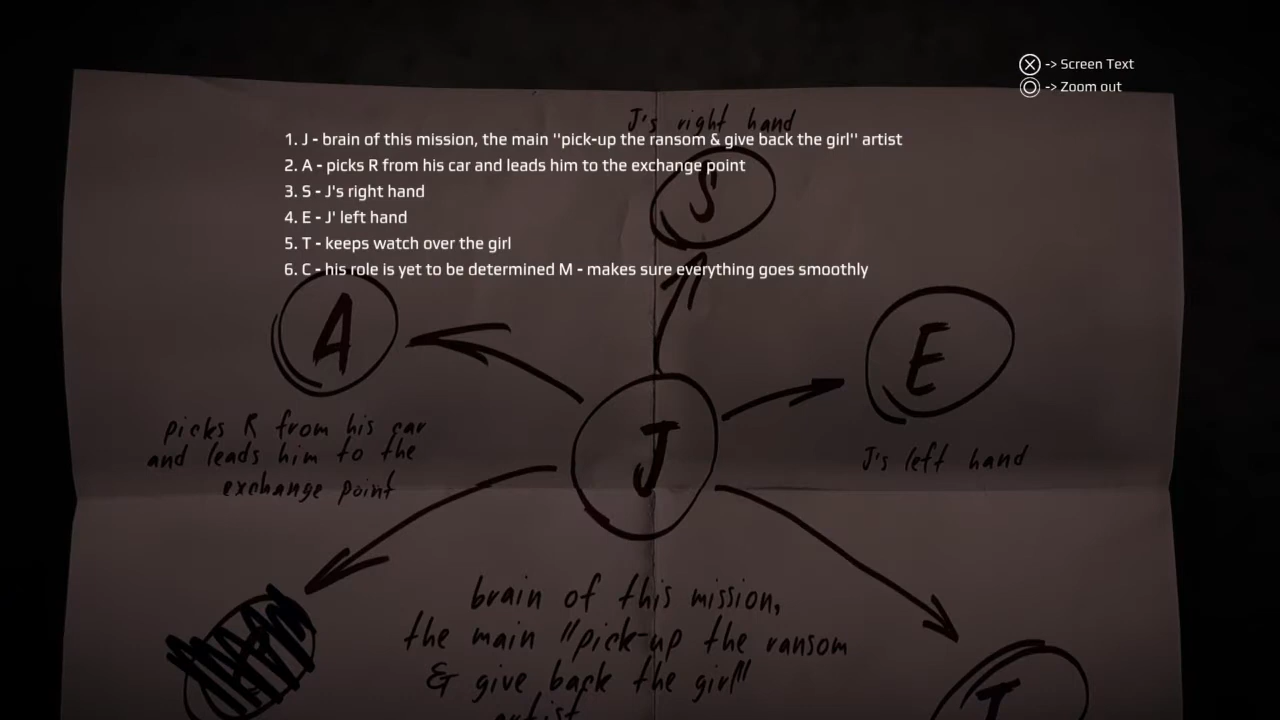 -> Screen Text
-> Zoom out
J's right hand
1. J - brain of this mission, the main "pick-up the ransom & give back the girl" artist
2. A - picks R from his car and leads him to the exchange point
3. S - J's right hand
4. E - J' left hand
5. T - keeps watch over the girl
6. C - his role is yet to be determined M - makes sure everything goes smoothly
S
A
E
J
picks R from his car
and leads him to the
exchange point
J's left hand
brain of this mission,
the main "pick-up the ransom
& give back the girl"
artist
T